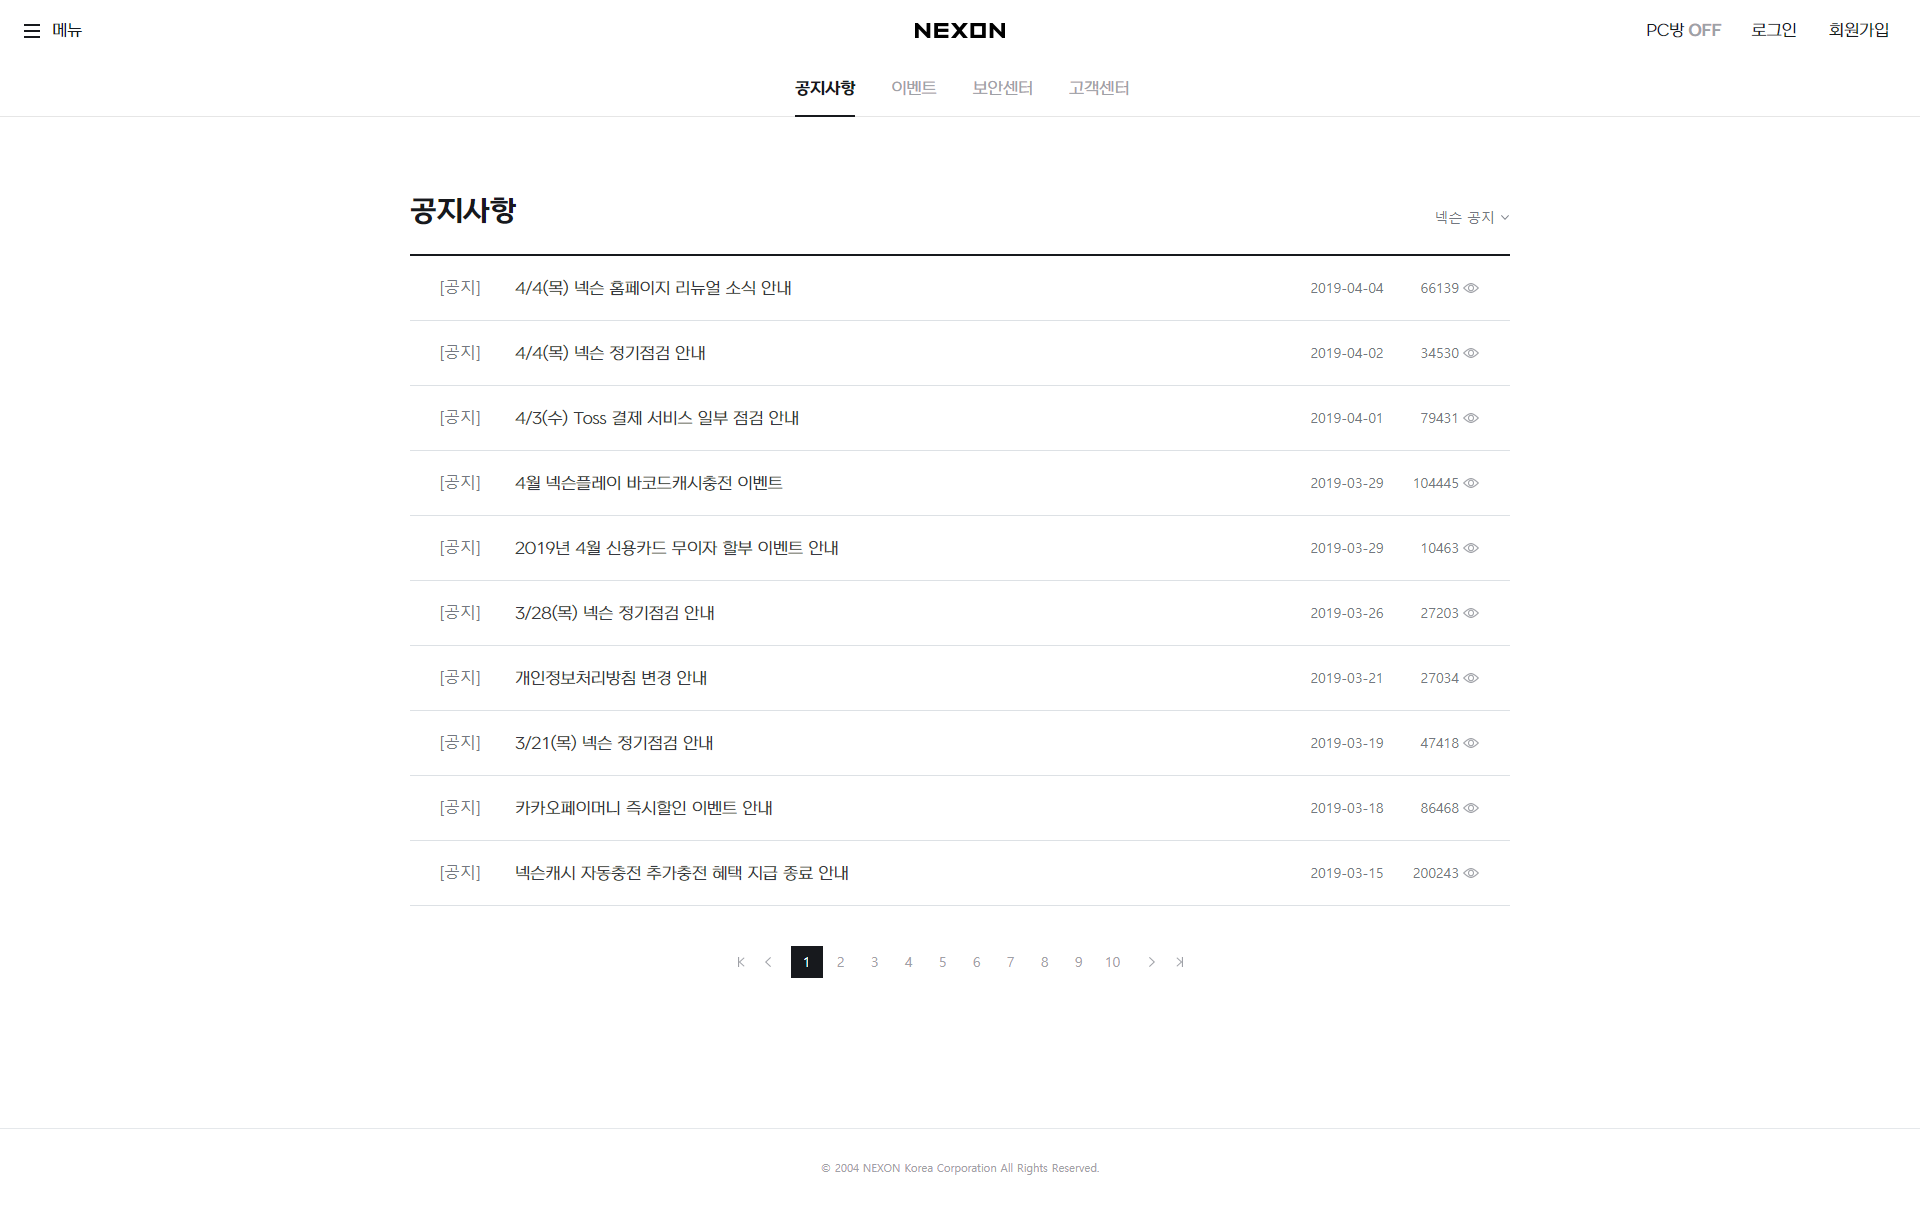 메뉴
NEXON
PC방 OFF 로그인 회원가입
공지사항 이벤트 보안센터 고객센터
공지사항
넥슨 공지
[공지] 4/4(목) 넥슨 홈페이지 리뉴얼 소식 안내 2019-04-04 66139
[공지] 4/4(목) 넥슨 정기점검 안내 2019-04-02 34530
[공지] 4/3(수) Toss 결제 서비스 일부 점검 안내 2019-04-01 79431
[공지] 4월 넥슨플레이 바코드캐시충전 이벤트 2019-03-29 104445
[공지] 2019년 4월 신용카드 무이자 할부 이벤트 안내 2019-03-29 10463
[공지] 3/28(목) 넥슨 정기점검 안내 2019-03-26 27203
[공지] 개인정보처리방침 변경 안내 2019-03-21 27034
[공지] 3/21(목) 넥슨 정기점검 안내 2019-03-19 47418
[공지] 카카오페이머니 즉시할인 이벤트 안내 2019-03-18 86468
[공지] 넥슨캐시 자동충전 추가충전 혜택 지급 종료 안내 2019-03-15 200243
1 2 3 4 5 6 7 8 9 10
© 2004 NEXON Korea Corporation All Rights Reserved.